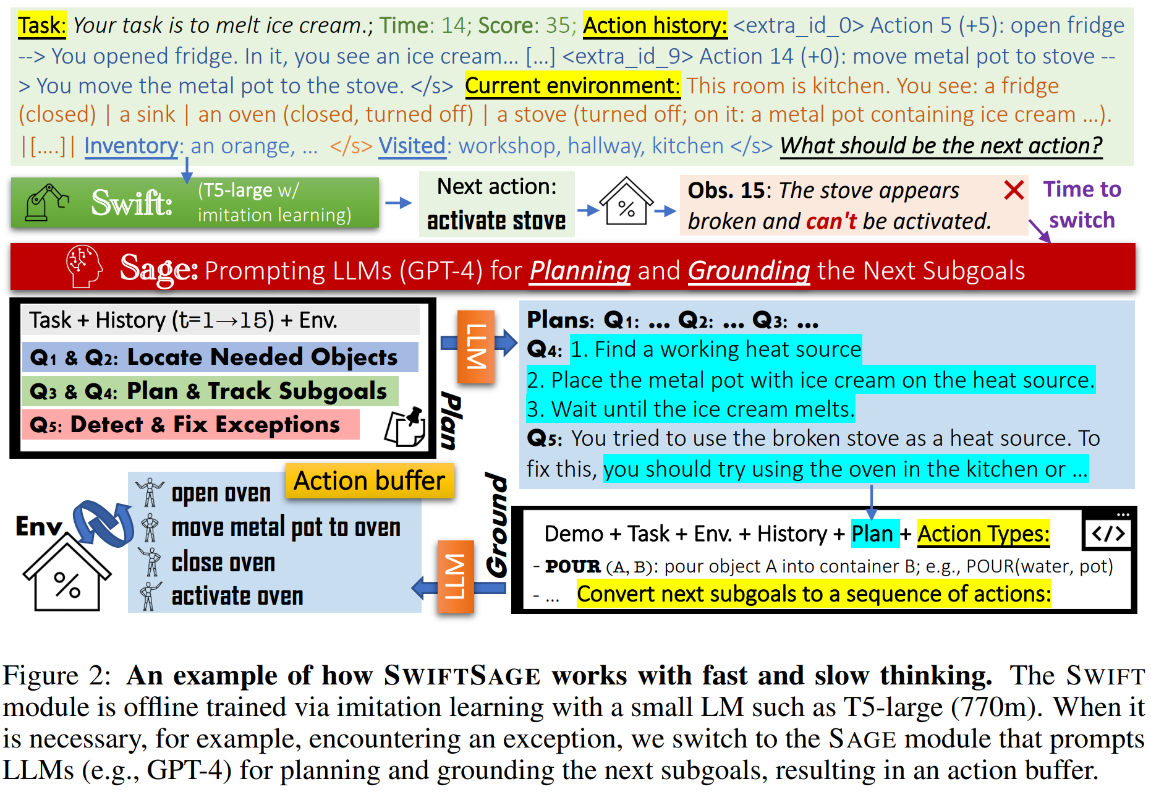 Task: Your task is to melt ice cream.; Time: 14; Score: 35; Action history: <extra_id_0> Action 5 (+5): open fridge
--> You opened fridge. In it, you see an ice cream… […] <extra_id_9> Action 14 (+0): move metal pot to stove --
> You move the metal pot to the stove. </s> Current environment: This room is kitchen. You see: a fridge
(closed) | a sink | an oven (closed, turned off) | a stove (turned off; on it: a metal pot containing ice cream …).
|[….]| Inventory: an orange, … </s> Visited: workshop, hallway, kitchen </s> What should be the next action?
Swift: (T5-large w/
imitation learning)
Next action:
activate stove
%
Obs. 15: The stove appears
broken and can't be activated.
Time to
switch
Sage: Prompting LLMs (GPT-4) for Planning and Grounding the Next Subgoals
Task + History (t=1→15) + Env.
Q1 & Q2: Locate Needed Objects
Q3 & Q4: Plan & Track Subgoals
Q5: Detect & Fix Exceptions
LLM
Plan
Plans: Q1: … Q2: … Q3: …
Q4: 1. Find a working heat source
2. Place the metal pot with ice cream on the heat source.
3. Wait until the ice cream melts.
Q5: You tried to use the broken stove as a heat source. To
fix this, you should try using the oven in the kitchen or …
Demo + Task + Env. + History + Plan + Action Types:
</>
- POUR (A, B): pour object A into container B; e.g., POUR(water, pot)
- … Convert next subgoals to a sequence of actions:
Ground
LLM
Action buffer
open oven
move metal pot to oven
close oven
activate oven
Env.
%
Figure 2: An example of how SWIFTSAGE works with fast and slow thinking. The SWIFT
module is offline trained via imitation learning with a small LM such as T5-large (770m). When it
is necessary, for example, encountering an exception, we switch to the SAGE module that prompts
LLMs (e.g., GPT-4) for planning and grounding the next subgoals, resulting in an action buffer.